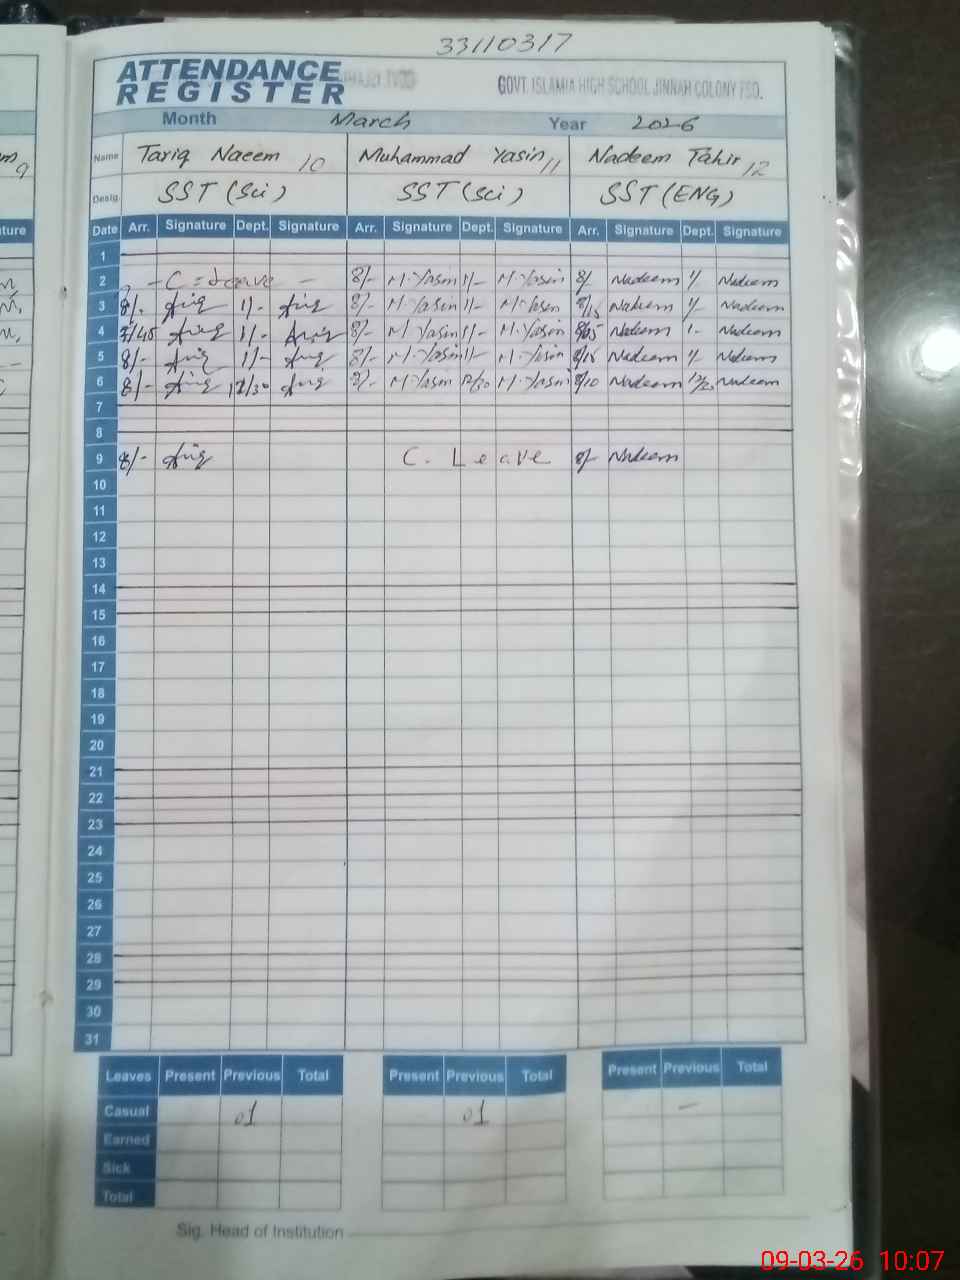 33110317
ATTENDANCE
REGISTER
GOVT. ISLAMIA HIGH SCHOOL JINNAH COLONY FSD.
Month March Year 2026
Name Tariq Naeem 10 Muhammad Yasin 11 Nadeem Tahir 12
Desig. SST (Sci) SST (Sci) SST (ENG)
Date Arr. Signature Dept. Signature Arr. Signature Dept. Signature Arr. Signature Dept. Signature
1
2 - C = Leave - 8/- M.Yasin 1/- M.Yasin 8/ Nadeem 1/ Nadeem
3 8/- 1/- 8/- M.Yasin 1/- M.Yasin 8/15 Nadeem 1/ Nadeem
4 7/45 1/- 8/- M.Yasin 1/- M.Yasin Nadeem 1- Nadeem
5 8/- 1/- 8/- M.Yasin 1/- M.Yasin 8/15 Nadeem 1/ Nadeem
6 8/- 12/30 8/- M.Yasin 12/30 M.Yasin 8/10 Nadeem Nadeem
7
8
9 8/- C. Leave 8/ Nadeem
10
11
12
13
14
15
16
17
18
19
20
21
22
23
24
25
26
27
28
29
30
31
Leaves Present Previous Total Present Previous Total Present Previous Total
Casual 01 01 -
Earned
Sick
Total
Sig. Head of Institution
09-03-26 10:07